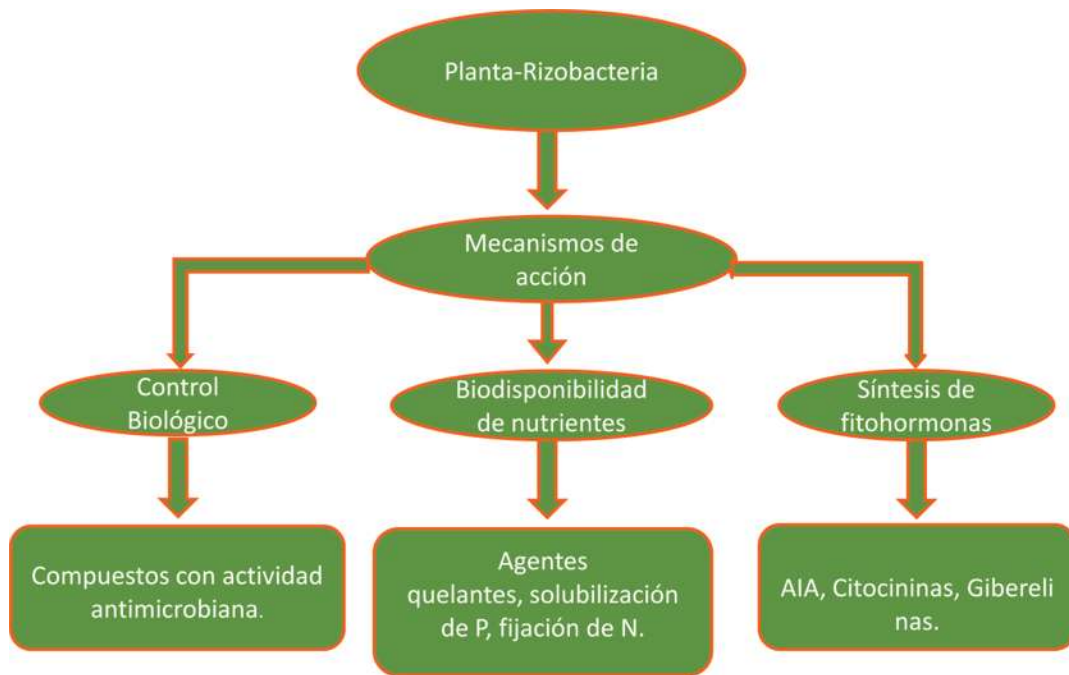 Planta-Rizobacteria
Mecanismos de
acción
Control
Biológico
Biodisponibilidad
de nutrientes
Síntesis de
fitohormonas
Compuestos con actividad
antimicrobiana.
Agentes
quelantes, solubilización
de P, fijación de N.
AIA, Citocininas, Gibereli
nas.